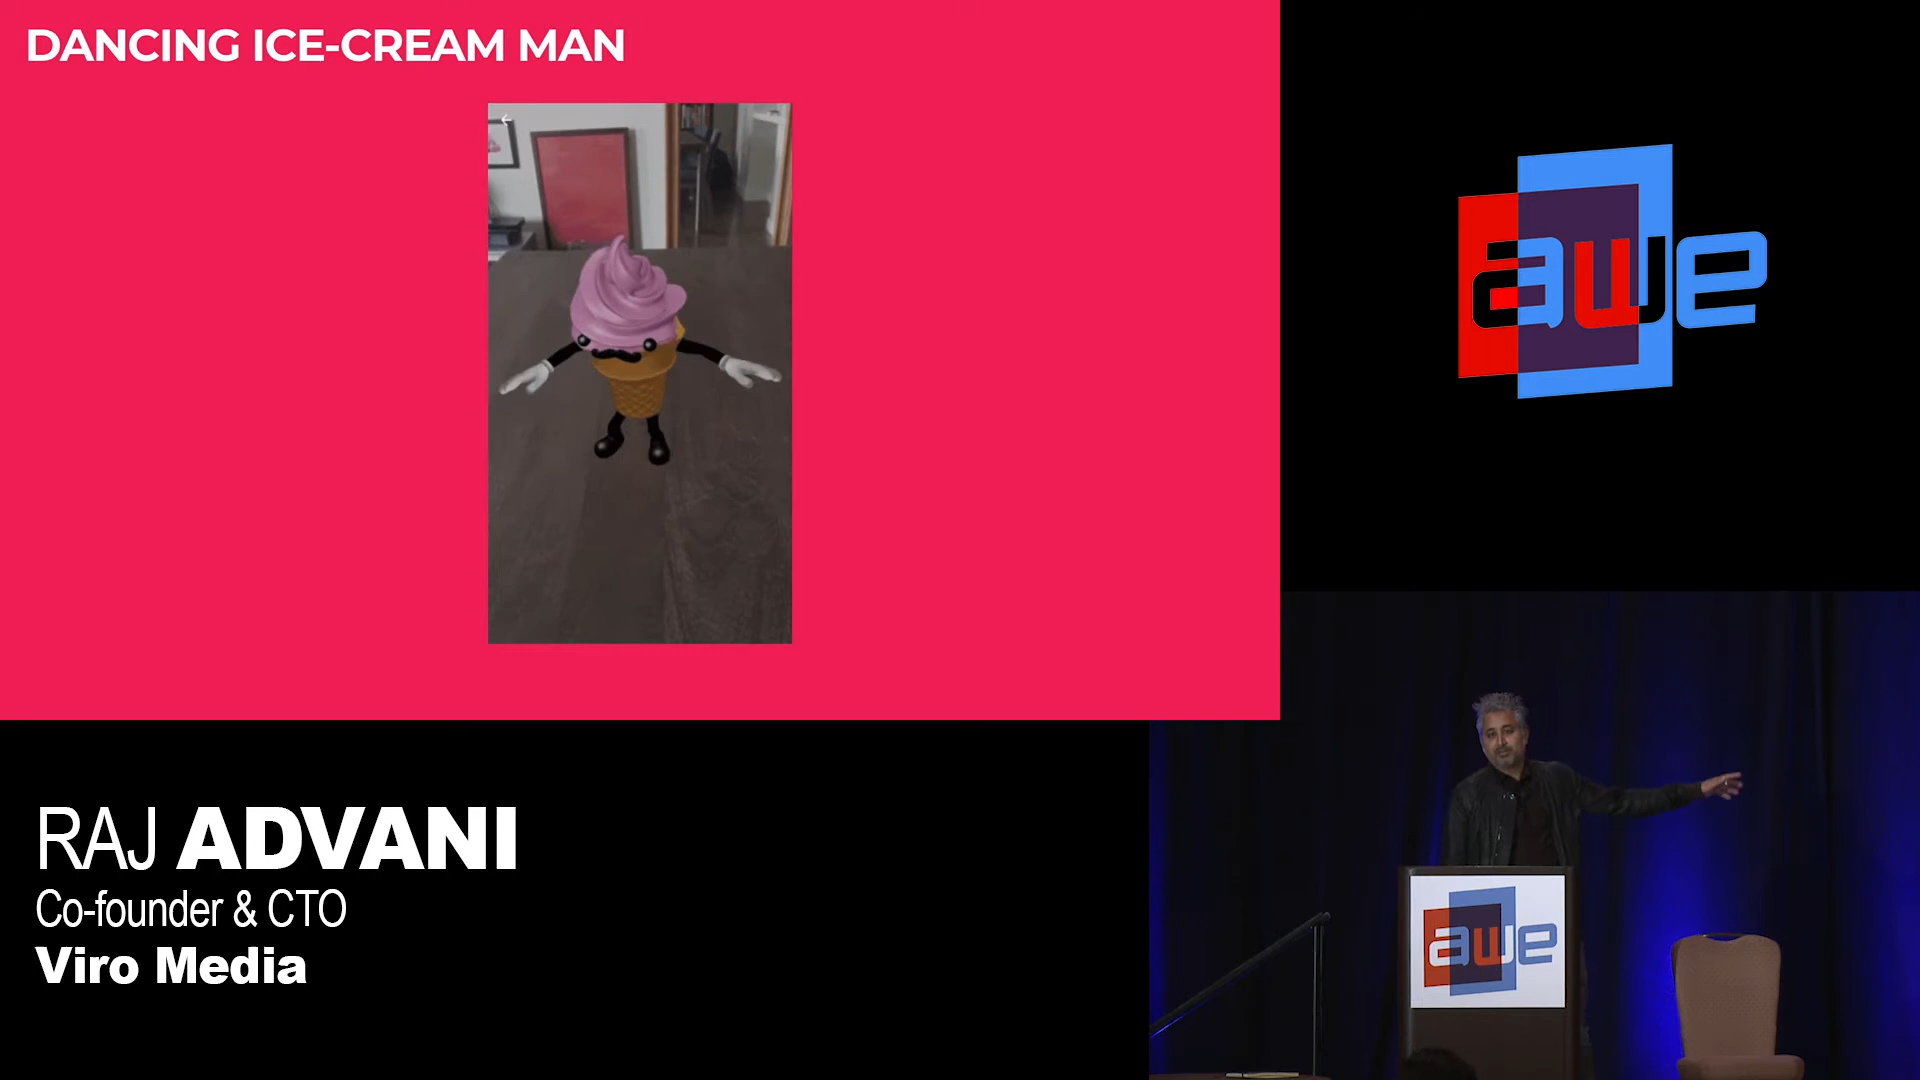 DANCING ICE-CREAM MAN
awe
RAJ ADVANI
Co-founder & CTO
Viro Media
awe